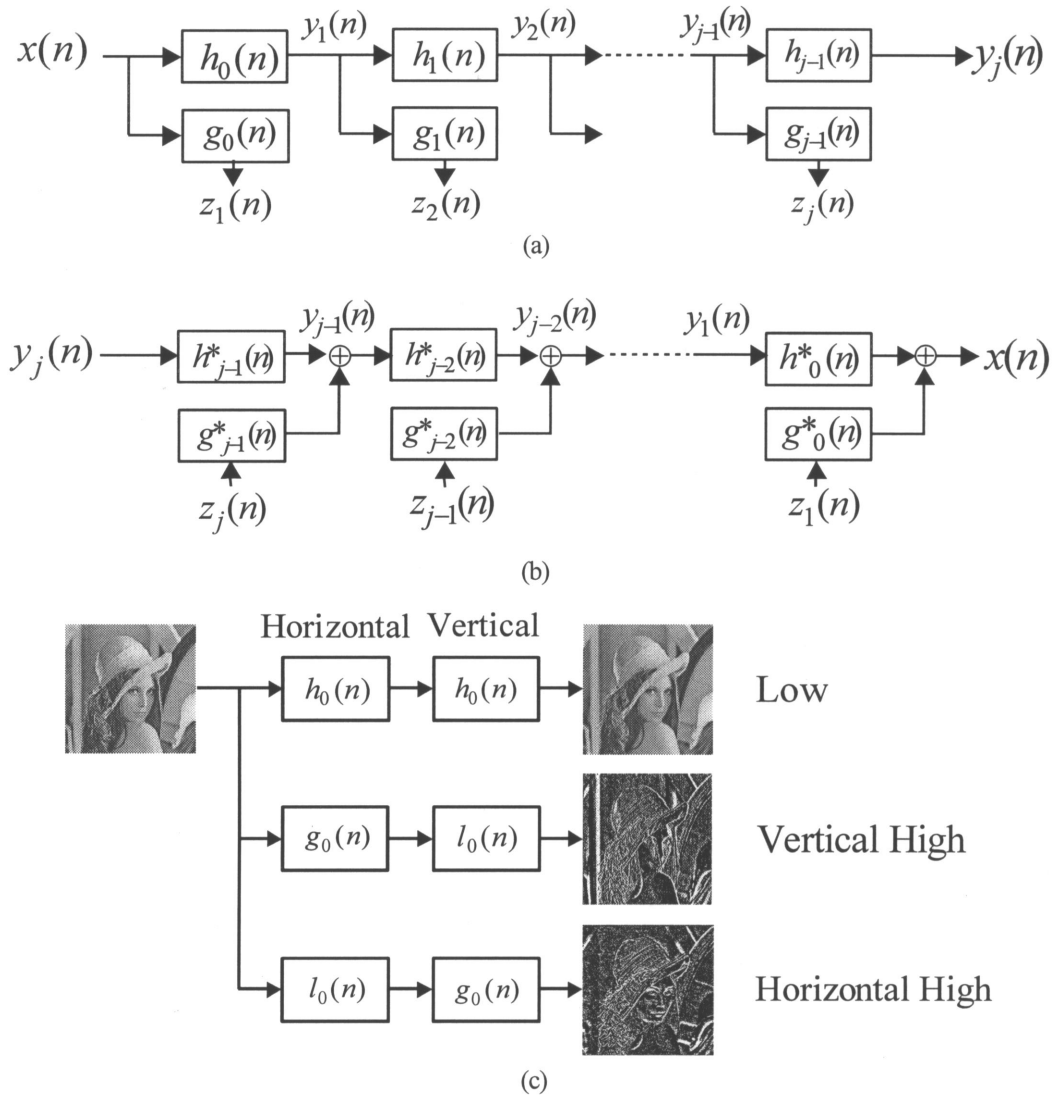 x(n) h₀(n) y₁(n) h₁(n) y₂(n) yⱼ₋₁(n) hⱼ₋₁(n) yⱼ(n)
g₀(n) g₁(n) gⱼ₋₁(n)
z₁(n) z₂(n) zⱼ(n)
(a)
yⱼ(n) h*ⱼ₋₁(n) yⱼ₋₁(n) h*ⱼ₋₂(n) yⱼ₋₂(n) y₁(n) h*₀(n) x(n)
g*ⱼ₋₁(n) g*ⱼ₋₂(n) g*₀(n)
zⱼ(n) zⱼ₋₁(n) z₁(n)
(b)
Horizontal Vertical
h₀(n) h₀(n) Low
g₀(n) l₀(n) Vertical High
l₀(n) g₀(n) Horizontal High
(c)